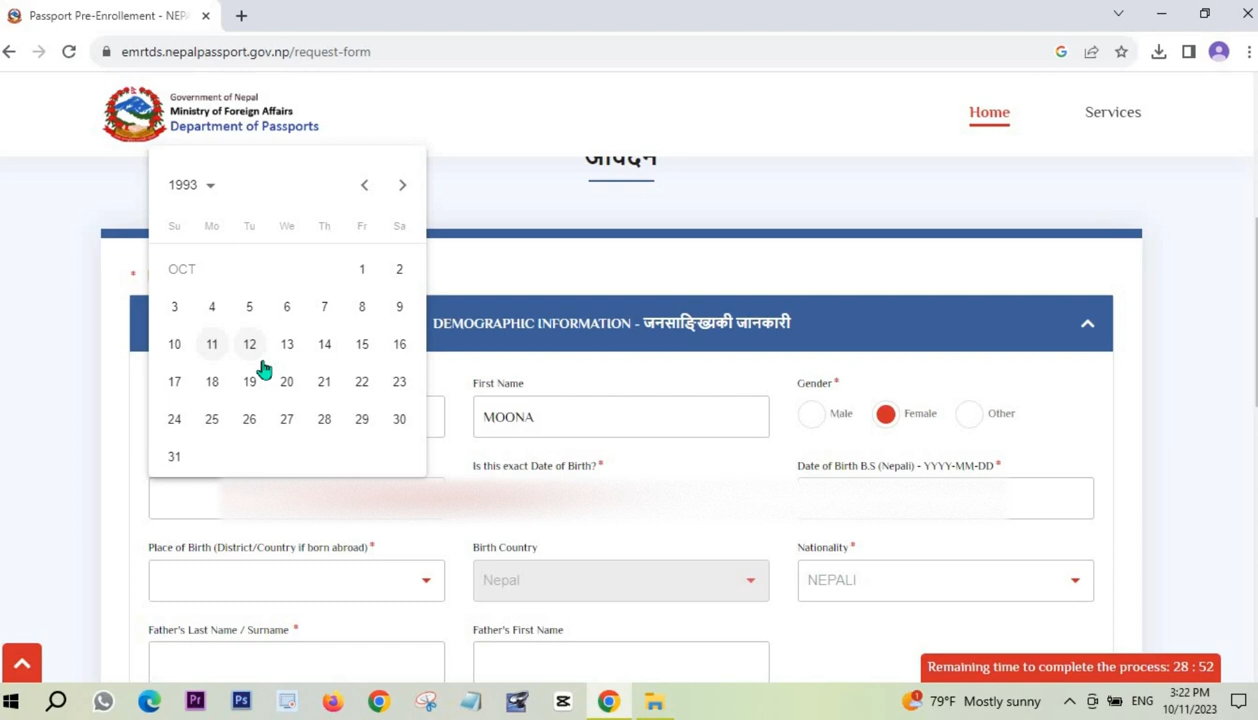 Passport Pre-Enrollement - NEP
emrtds.nepalpassport.gov.np/request-form
Government of Nepal
Ministry of Foreign Affairs
Department of Passports
Home
Services
आवेदन
1993
Su Mo Tu We Th Fr Sa
OCT 1 2
3 4 5 6 7 8 9
10 11 12 13 14 15 16
17 18 19 20 21 22 23
24 25 26 27 28 29 30
31
*
DEMOGRAPHIC INFORMATION - जनसाङ्ख्यिकी जानकारी
First Name
MOONA
Gender *
Male
Female
Other
Is this exact Date of Birth? *
Date of Birth B.S (Nepali) - YYYY-MM-DD *
Place of Birth (District/Country if born abroad) *
Birth Country
Nepal
Nationality *
NEPALI
Father's Last Name / Surname *
Father's First Name
Remaining time to complete the process: 28 : 52
79°F Mostly sunny
ENG
3:22 PM
10/11/2023